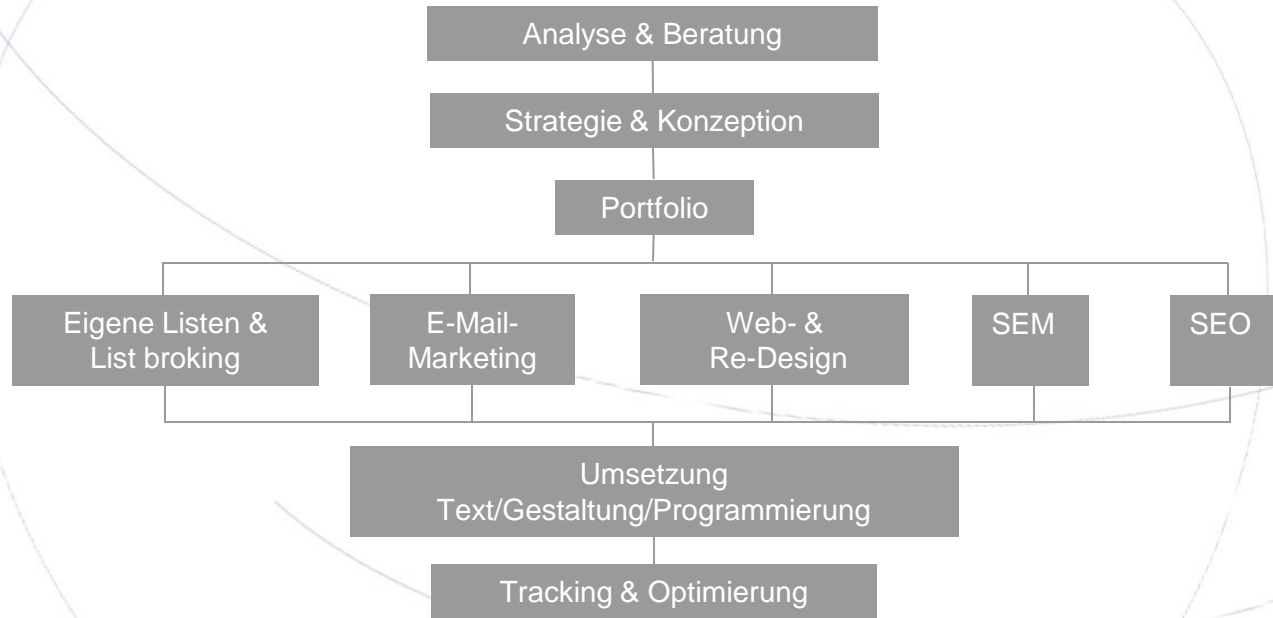 Analyse & Beratung
Strategie & Konzeption
Portfolio
Eigene Listen &
List broking
E-Mail-
Marketing
Web- &
Re-Design
SEM
SEO
Umsetzung
Text/Gestaltung/Programmierung
Tracking & Optimierung